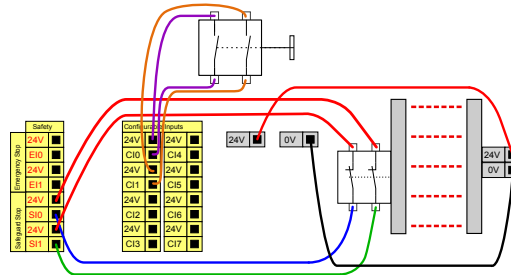 Safety
Emergency Stop
24V
EI0
24V
EI1
Safeguard Stop
24V
SI0
24V
SI1
Configurable Inputs
24V 24V
CI0 CI4
24V 24V
CI1 CI5
24V 24V
CI2 CI6
24V 24V
CI3 CI7
24V
0V
24V
0V